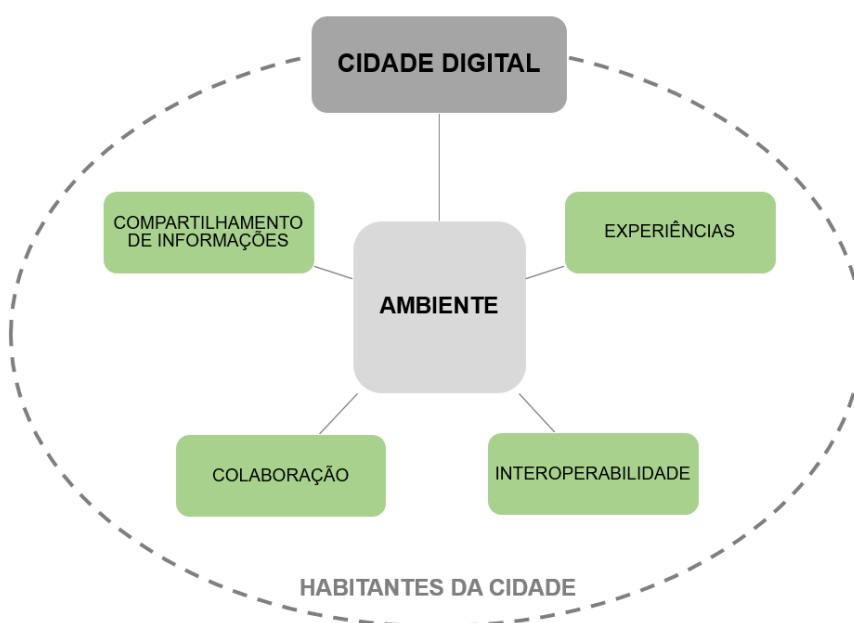 CIDADE DIGITAL
COMPARTILHAMENTO
DE INFORMAÇÕES
EXPERIÊNCIAS
AMBIENTE
COLABORAÇÃO
INTEROPERABILIDADE
HABITANTES DA CIDADE